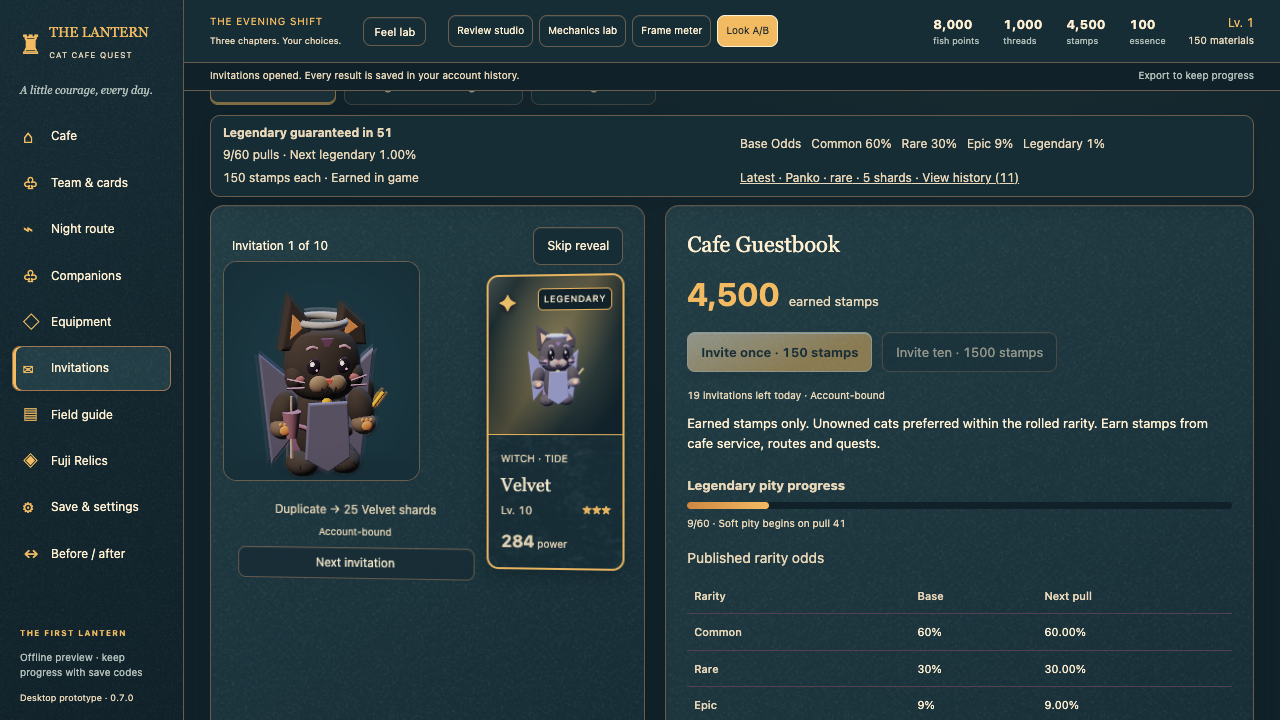 THE LANTERN
CAT CAFE QUEST
A little courage, every day.
Cafe
Team & cards
Night route
Companions
Equipment
Invitations
Field guide
Fuji Relics
Save & settings
Before / after
THE FIRST LANTERN
Offline preview · keep
progress with save codes
Desktop prototype · 0.7.0
THE EVENING SHIFT
Three chapters. Your choices.
Feel lab
Review studio
Mechanics lab
Frame meter
Look A/B
8,000
fish points
1,000
threads
4,500
stamps
100
essence
Lv. 1
150 materials
Invitations opened. Every result is saved in your account history.
Export to keep progress
Legendary guaranteed in 51
9/60 pulls · Next legendary 1.00%
150 stamps each · Earned in game
Base Odds Common 60% Rare 30% Epic 9% Legendary 1%
Latest · Panko · rare · 5 shards · View history (11)
Invitation 1 of 10
Skip reveal
LEGENDARY
WITCH · TIDE
Velvet
Lv. 10 ★★★
284 power
Duplicate → 25 Velvet shards
Account-bound
Next invitation
Cafe Guestbook
4,500 earned stamps
Invite once · 150 stamps
Invite ten · 1500 stamps
19 invitations left today · Account-bound
Earned stamps only. Unowned cats preferred within the rolled rarity. Earn stamps from
cafe service, routes and quests.
Legendary pity progress
9/60 · Soft pity begins on pull 41
Published rarity odds
Rarity Base Next pull
Common 60% 60.00%
Rare 30% 30.00%
Epic 9% 9.00%